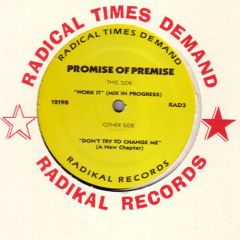 RADICAL TIMES DEMAND
RADICAL TIMES DEMAND
PROMISE OF PREMISE
THIS SIDE
"WORK IT" (MIX IN PROGRESS)
12198
RAD3
OTHER SIDE
"DON'T TRY TO CHANGE ME"
(A New Chapter)
RADIKAL RECORDS
RADIKAL RECORDS